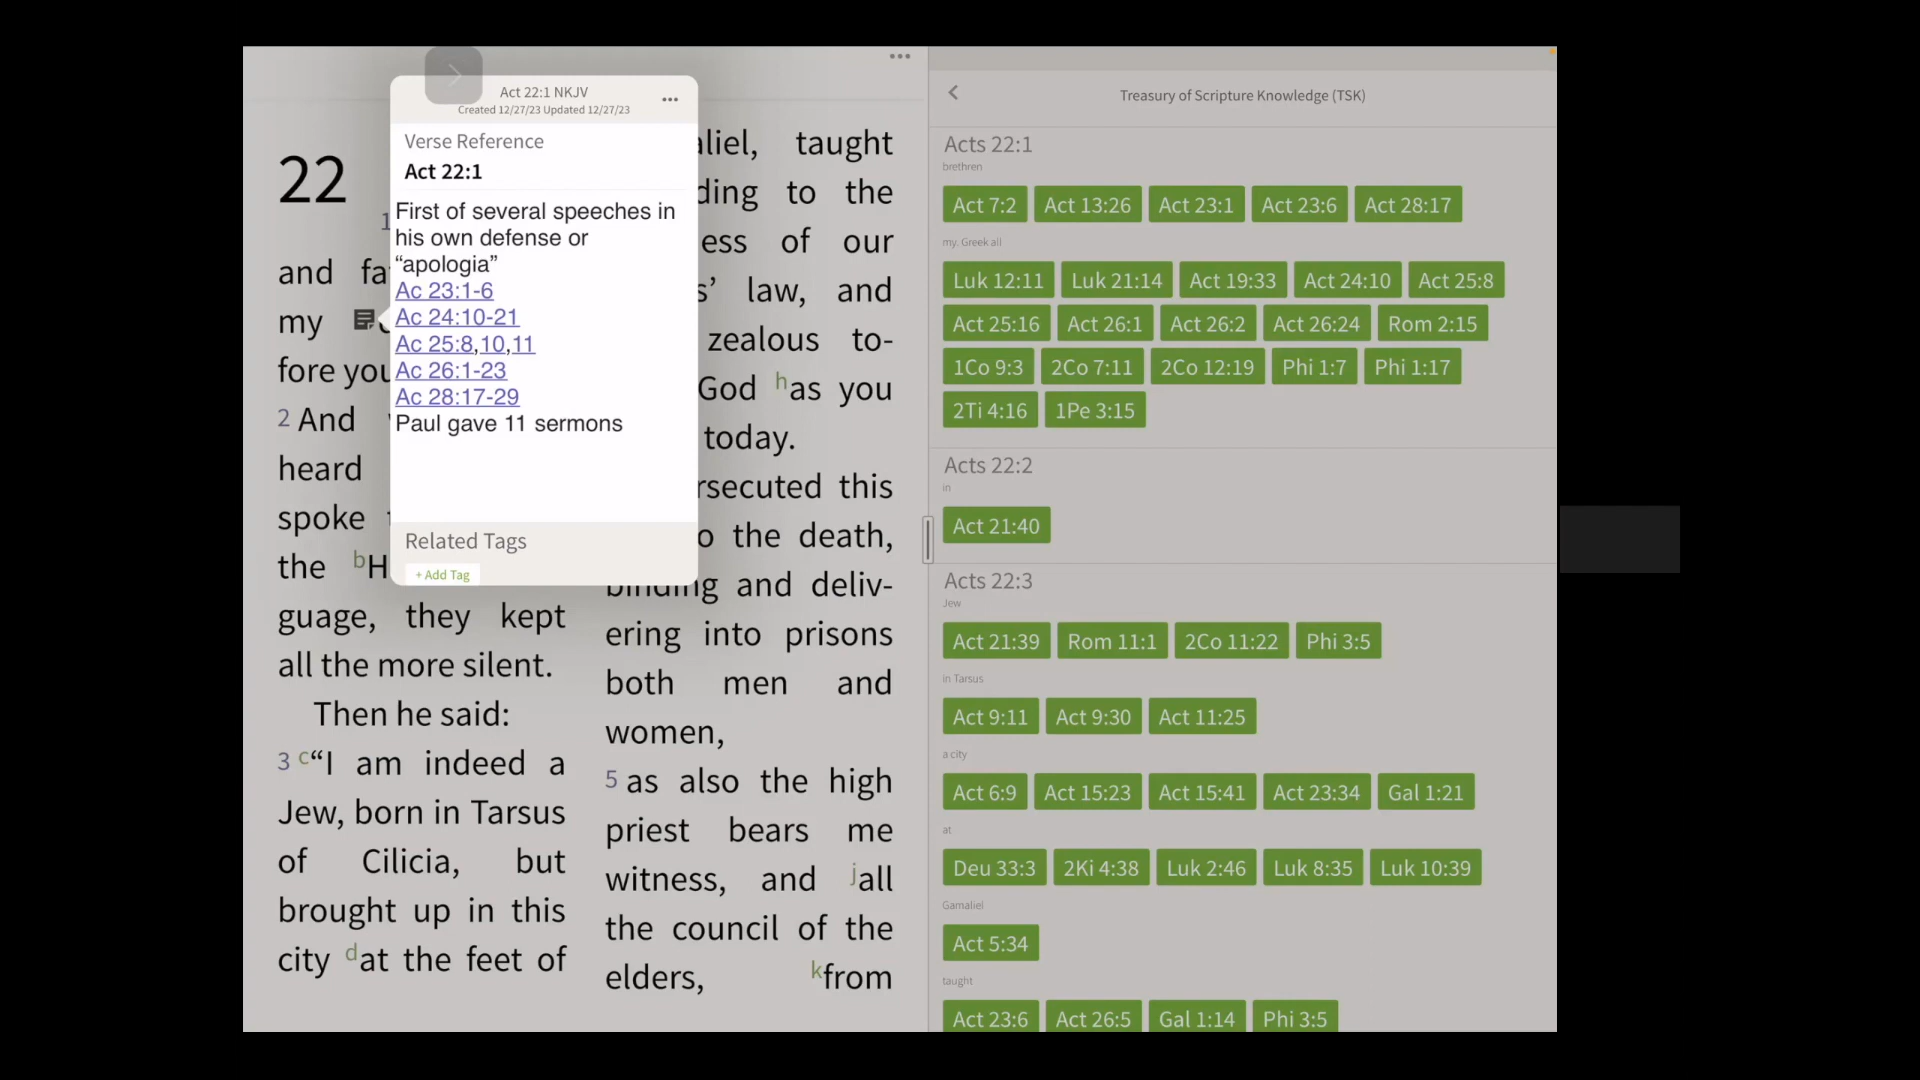 Act 22:1 NKJV
Created 12/27/23 Updated 12/27/23
Verse Reference
Act 22:1
First of several speeches in
his own defense or
“apologia”
Ac 23:1-6
Ac 24:10-21
Ac 25:8,10,11
Ac 26:1-23
Ac 28:17-29
Paul gave 11 sermons
Related Tags
+ Add Tag
22
1
and
my
fore you
2 And
heard
spoke
the b
guage, they kept
all the more silent.
Then he said:
3 c“I am indeed a
Jew, born in Tarsus
of Cilicia, but
brought up in this
city dat the feet of
taught
to the
of our
law, and
zealous to-
God has you
today.
this
the death,
binding and deliv-
ering into prisons
both men and
women,
5 as also the high
priest bears me
witness, and jall
the council of the
elders, kfrom
Treasury of Scripture Knowledge (TSK)
Acts 22:1
brethren
Act 7:2 Act 13:26 Act 23:1 Act 23:6 Act 28:17
my. Greek all
Luk 12:11 Luk 21:14 Act 19:33 Act 24:10 Act 25:8
Act 25:16 Act 26:1 Act 26:2 Act 26:24 Rom 2:15
1Co 9:3 2Co 7:11 2Co 12:19 Phi 1:7 Phi 1:17
2Ti 4:16 1Pe 3:15
Acts 22:2
in
Act 21:40
Acts 22:3
Jew
Act 21:39 Rom 11:1 2Co 11:22 Phi 3:5
in Tarsus
Act 9:11 Act 9:30 Act 11:25
a city
Act 6:9 Act 15:23 Act 15:41 Act 23:34 Gal 1:21
at
Deu 33:3 2Ki 4:38 Luk 2:46 Luk 8:35 Luk 10:39
Gamaliel
Act 5:34
taught
Act 23:6 Act 26:5 Gal 1:14 Phi 3:5